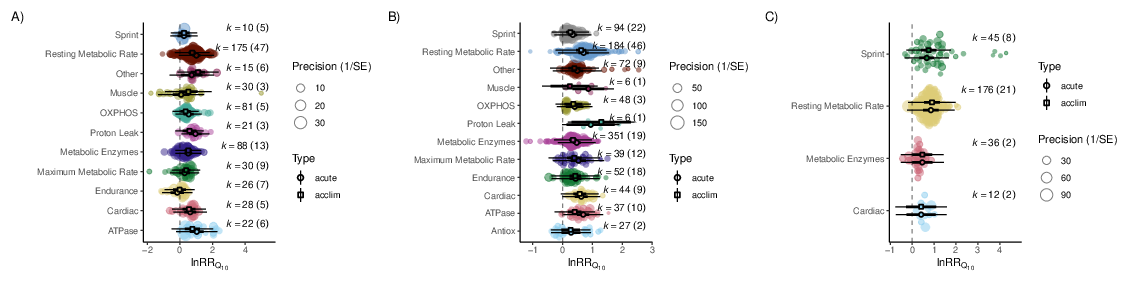 A)
Sprint
Resting Metabolic Rate
Other
Muscle
OXPHOS
Proton Leak
Metabolic Enzymes
Maximum Metabolic Rate
Endurance
Cardiac
ATPase
k = 10 (5)
k = 175 (47)
k = 15 (6)
k = 30 (3)
k = 81 (5)
k = 21 (3)
k = 88 (13)
k = 30 (9)
k = 26 (7)
k = 28 (5)
k = 22 (6)
−2 0 2 4
lnRR Q10
Precision (1/SE)
10
20
30
Type
acute
acclim
B)
Sprint
Resting Metabolic Rate
Other
Muscle
OXPHOS
Proton Leak
Metabolic Enzymes
Maximum Metabolic Rate
Endurance
Cardiac
ATPase
Antiox
k = 94 (22)
k = 184 (46)
k = 72 (9)
k = 6 (1)
k = 48 (3)
k = 6 (1)
k = 351 (19)
k = 39 (12)
k = 52 (18)
k = 44 (9)
k = 37 (10)
k = 27 (2)
−1 0 1 2 3
lnRR Q10
Precision (1/SE)
50
100
150
Type
acute
acclim
C)
Sprint
Resting Metabolic Rate
Metabolic Enzymes
Cardiac
k = 45 (8)
k = 176 (21)
k = 36 (2)
k = 12 (2)
−1 0 1 2 3 4
lnRR Q10
Type
acute
acclim
Precision (1/SE)
30
60
90